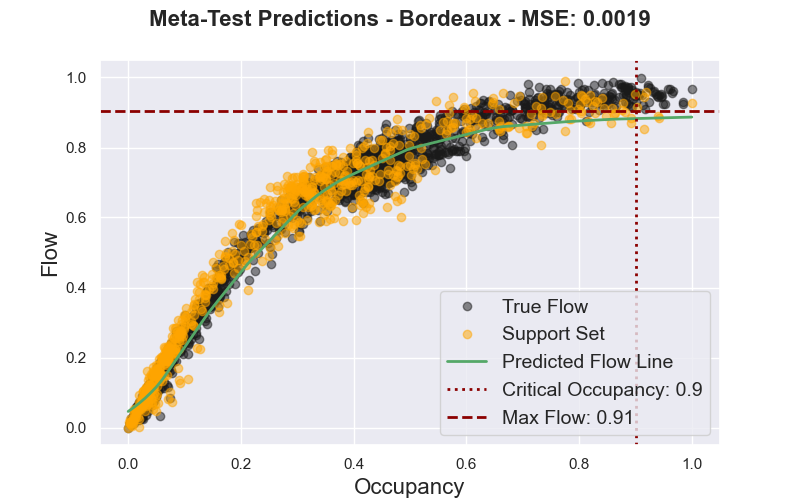 Meta-Test Predictions - Bordeaux - MSE: 0.0019
1.0
0.8
0.6
0.4
0.2
0.0
Flow
True Flow
Support Set
Predicted Flow Line
Critical Occupancy: 0.9
Max Flow: 0.91
0.0 0.2 0.4 0.6 0.8 1.0
Occupancy